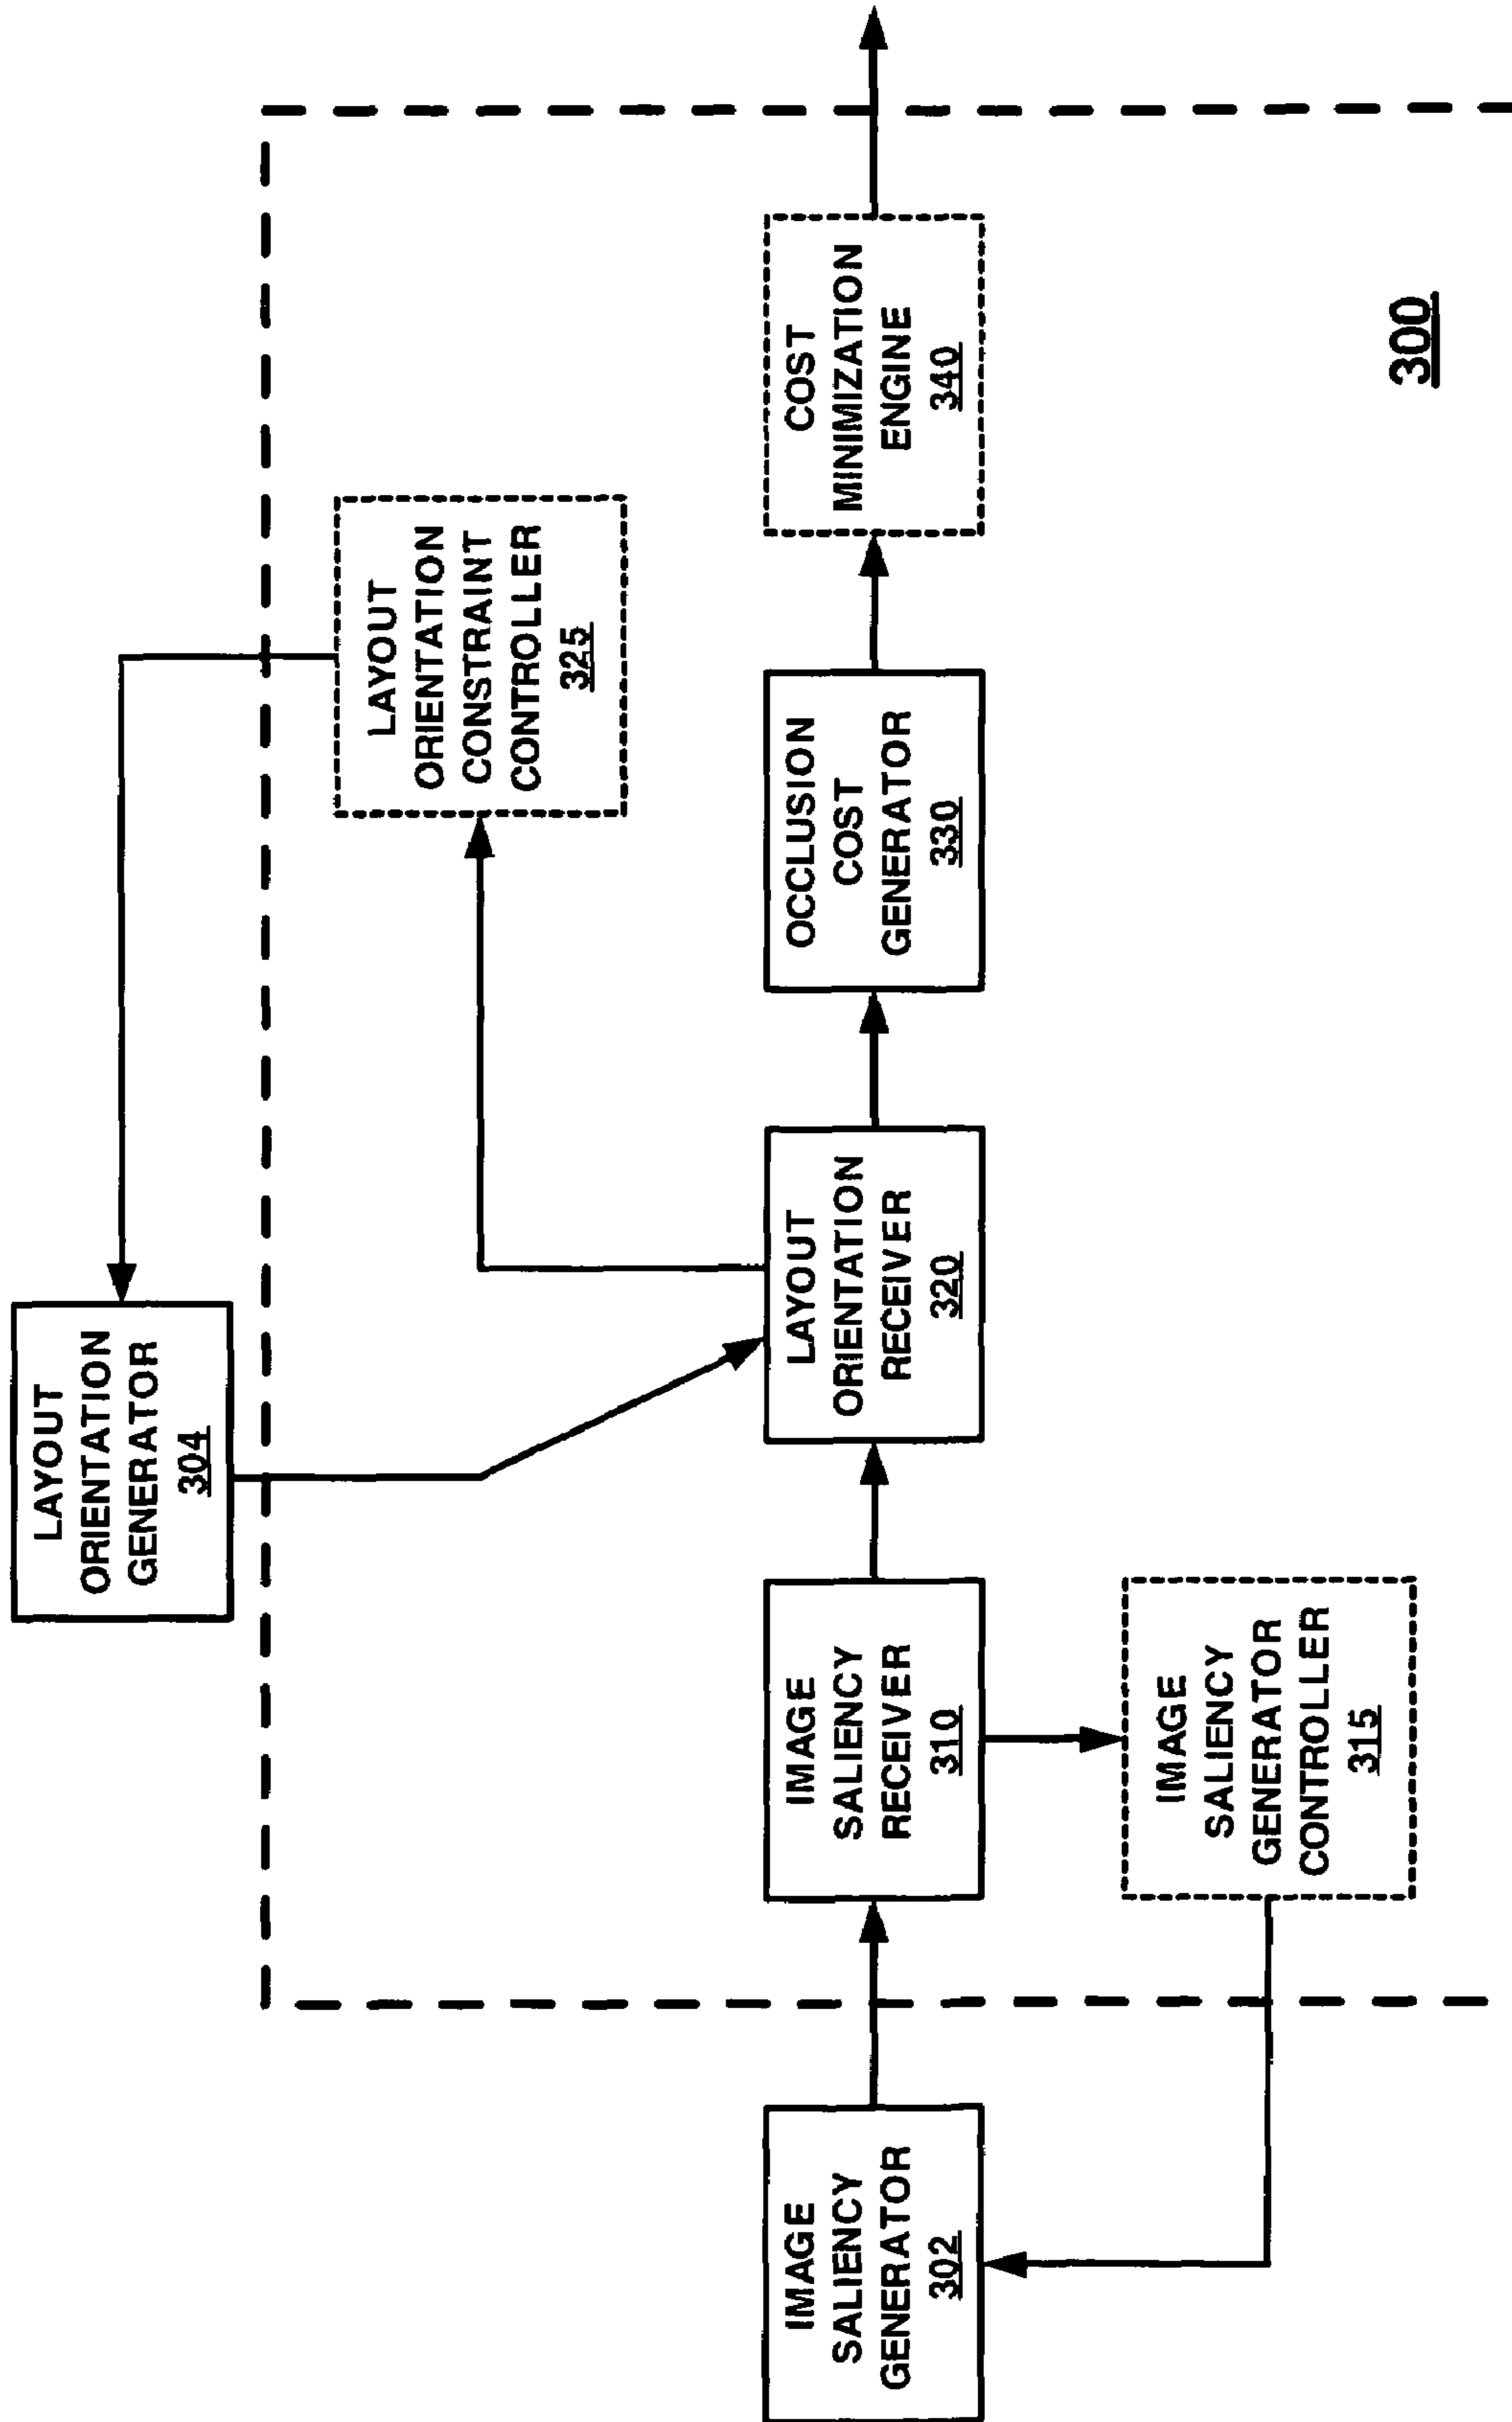 LAYOUT
ORIENTATION
GENERATOR
304
LAYOUT
ORIENTATION
CONSTRAINT
CONTROLLER
325
IMAGE
SALIENCY
GENERATOR
302
IMAGE
SALIENCY
RECEIVER
310
LAYOUT
ORIENTATION
RECEIVER
320
OCCLUSION
COST
GENERATOR
330
COST
MINIMIZATION
ENGINE
340
IMAGE
SALIENCY
GENERATOR
CONTROLLER
315
300